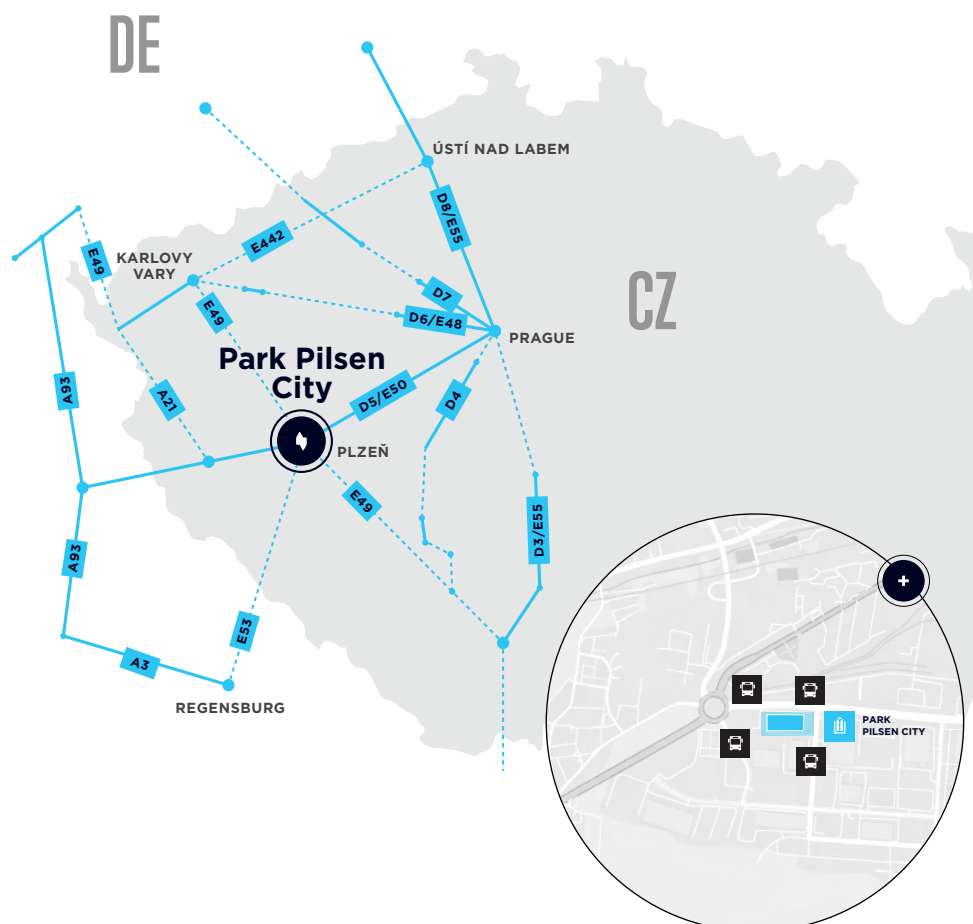 DE
ÚSTÍ NAD LABEM
D8/E55
E442
E49
KARLOVY
VARY
CZ
E49
D7
D6/E48
PRAGUE
Park Pilsen
City
A93
A21
D5/E50
D4
PLZEŇ
E49
D3/E55
A93
E53
A3
REGENSBURG
PARK
PILSEN CITY